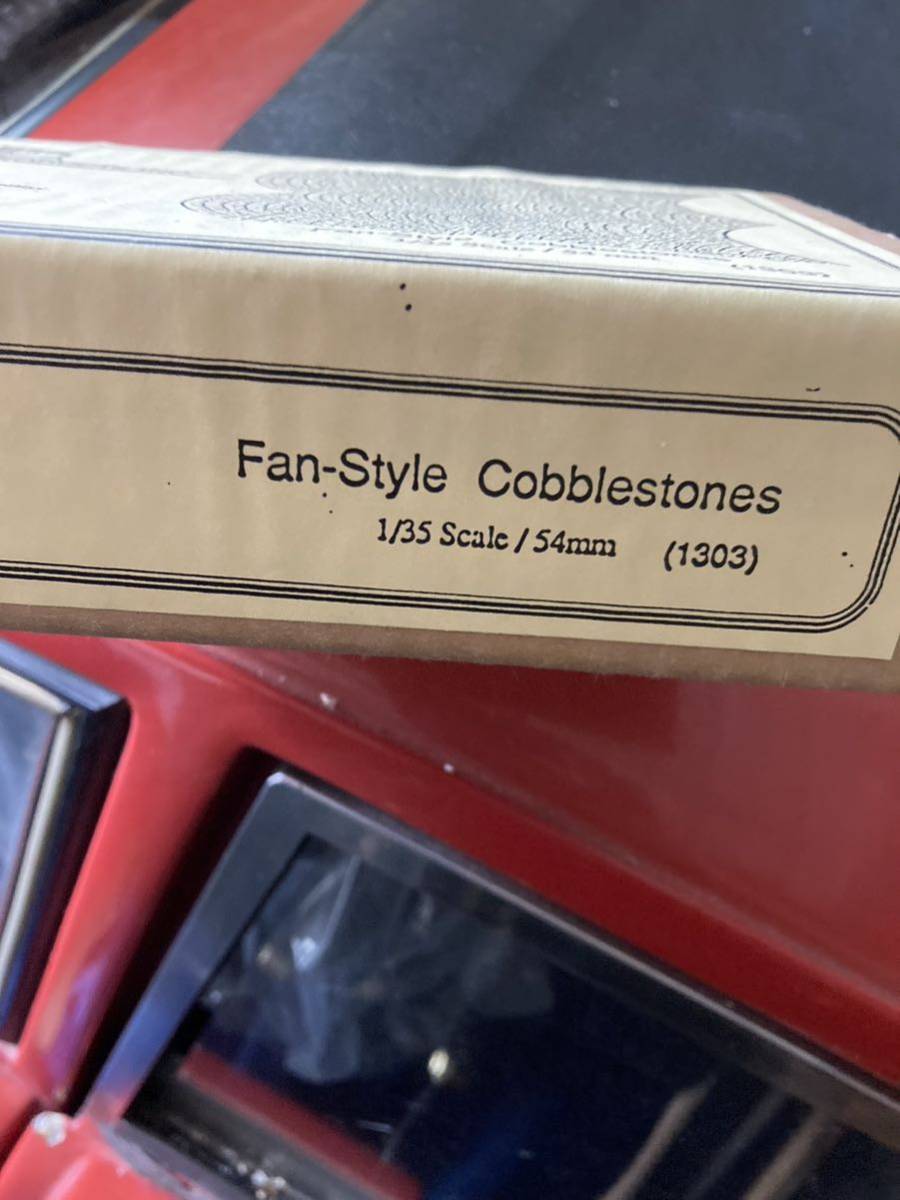 Fan-Style Cobblestones
1/35 Scale / 54mm (1303)